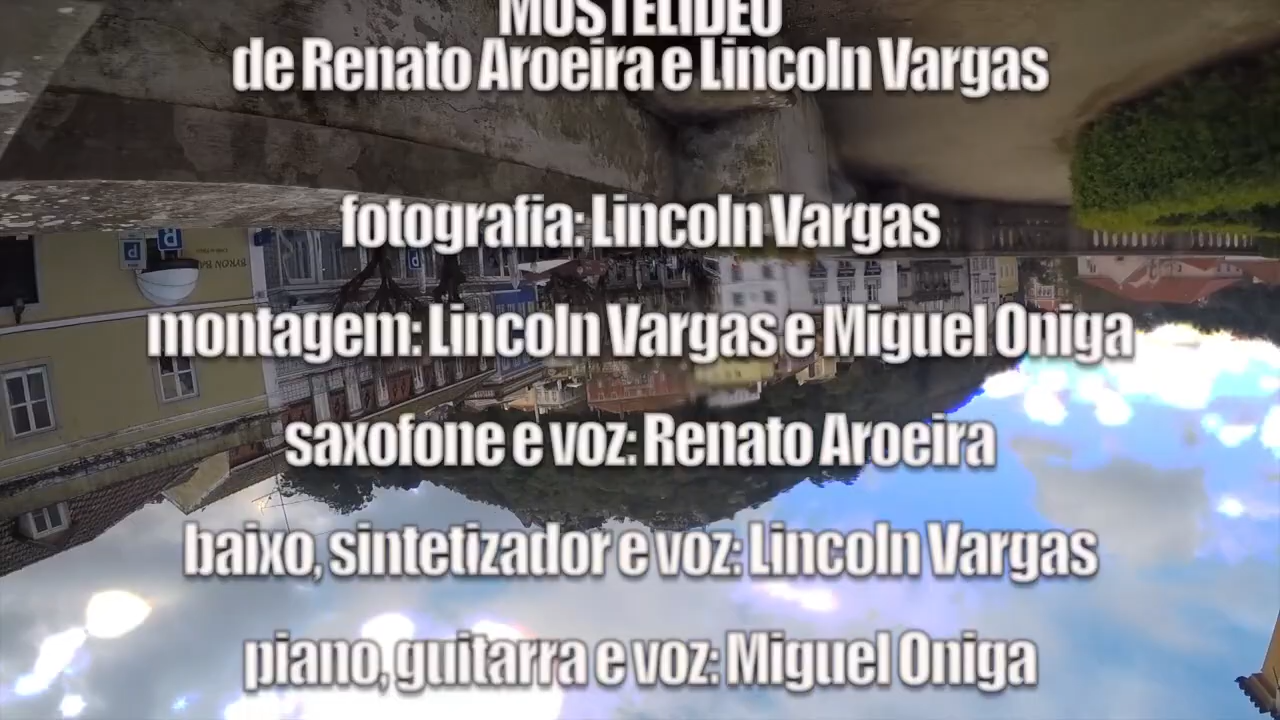 MOSTELIDEO
de Renato Aroeira e Lincoln Vargas
fotografia: Lincoln Vargas
montagem: Lincoln Vargas e Miguel Oniga
saxofone e voz: Renato Aroeira
baixo, sintetizador e voz: Lincoln Vargas
piano, guitarra e voz: Miguel Oniga
P
P
P
BYRON